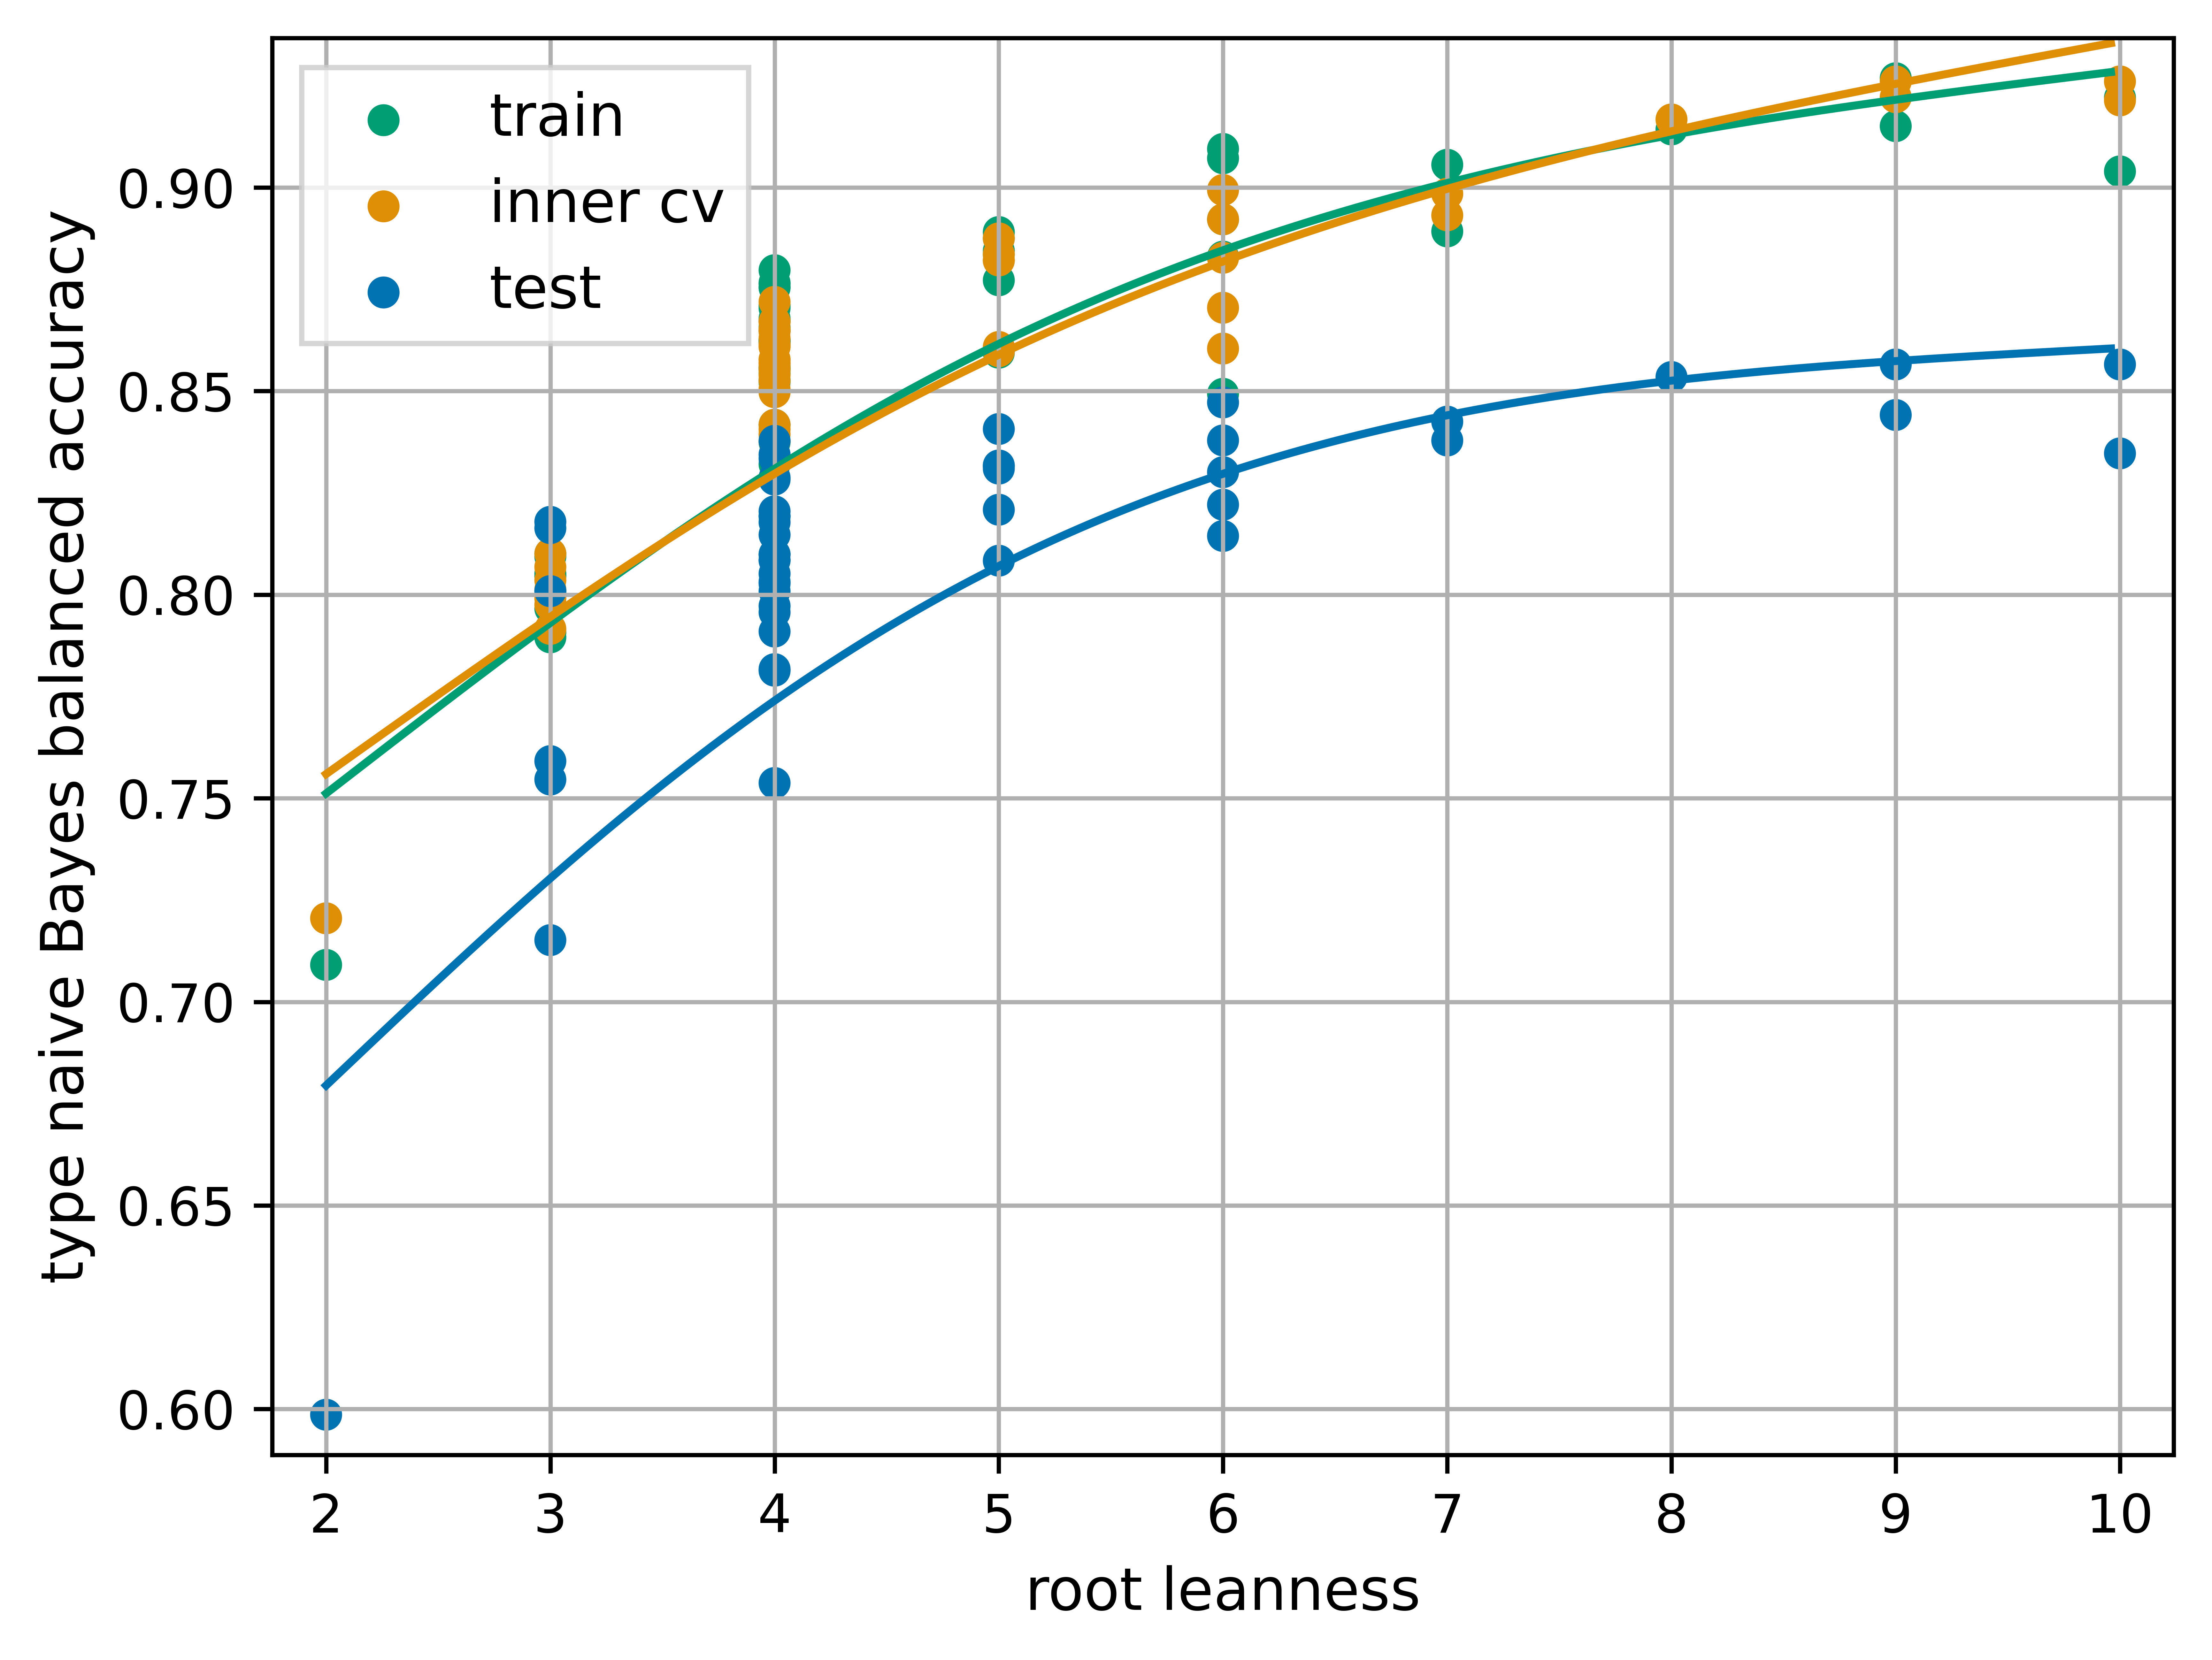 train
inner cv
test
type naive Bayes balanced accuracy
0.90
0.85
0.80
0.75
0.70
0.65
0.60
2 3 4 5 6 7 8 9 10
root leanness